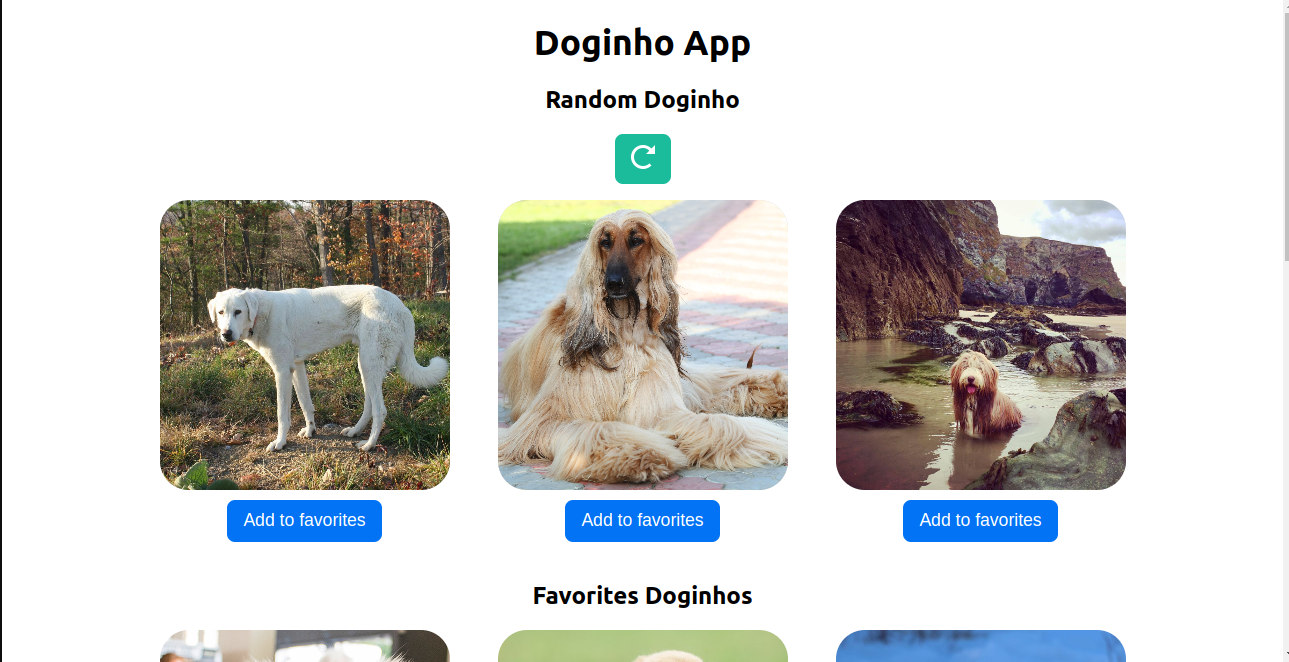 Doginho App
Random Doginho
Add to favorites
Add to favorites
Add to favorites
Favorites Doginhos